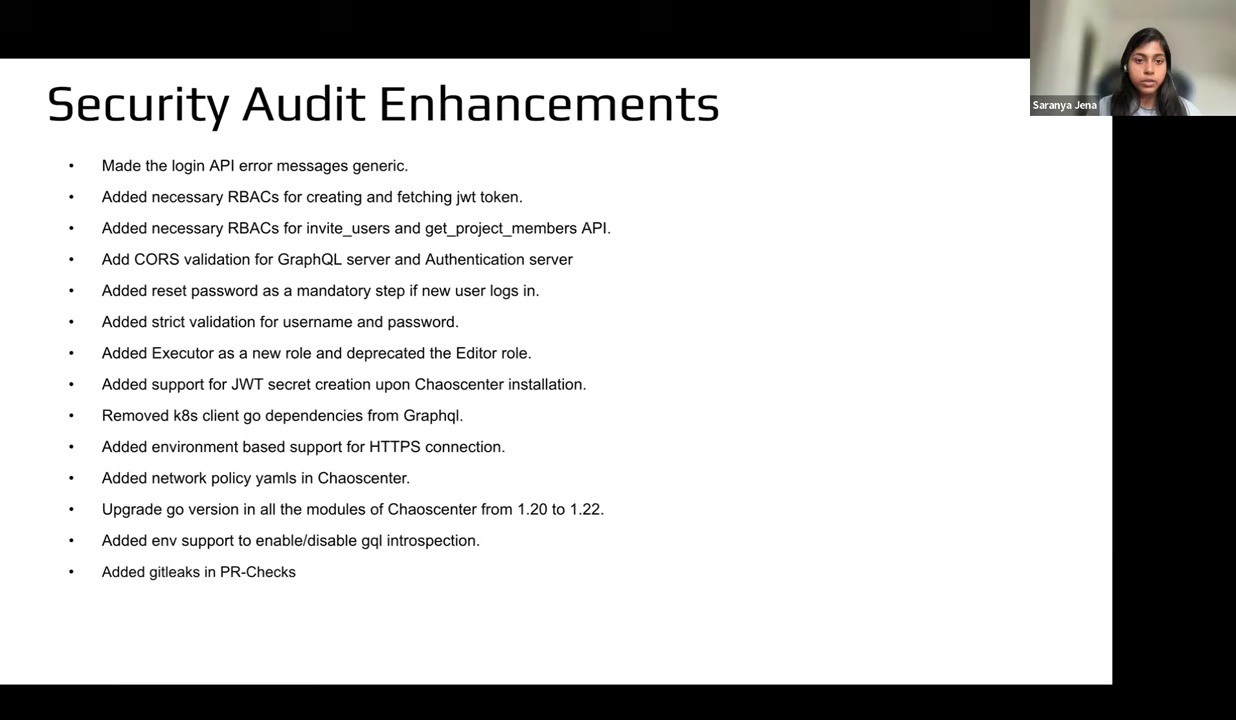 Security Audit Enhancements
Saranya Jena
• Made the login API error messages generic.
• Added necessary RBACs for creating and fetching jwt token.
• Added necessary RBACs for invite_users and get_project_members API.
• Add CORS validation for GraphQL server and Authentication server
• Added reset password as a mandatory step if new user logs in.
• Added strict validation for username and password.
• Added Executor as a new role and deprecated the Editor role.
• Added support for JWT secret creation upon Chaoscenter installation.
• Removed k8s client go dependencies from Graphql.
• Added environment based support for HTTPS connection.
• Added network policy yamls in Chaoscenter.
• Upgrade go version in all the modules of Chaoscenter from 1.20 to 1.22.
• Added env support to enable/disable gql introspection.
• Added gitleaks in PR-Checks